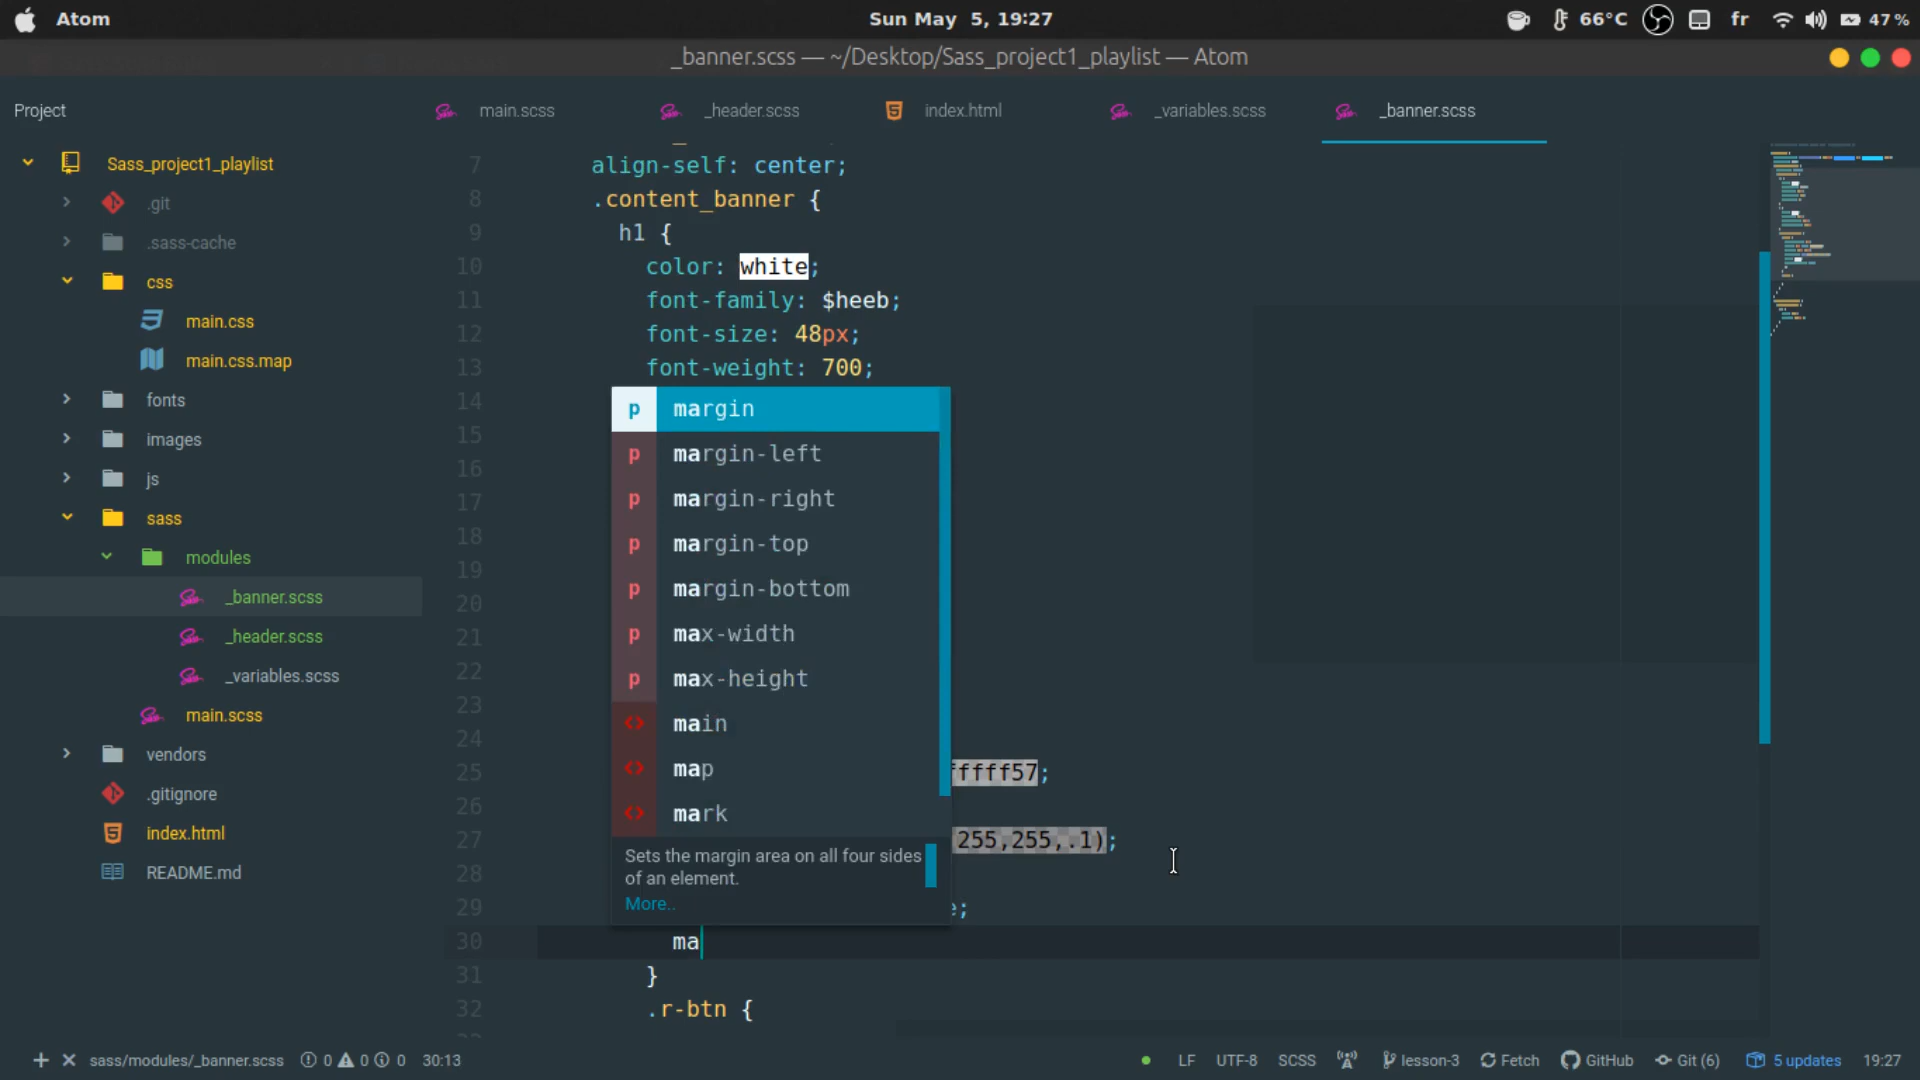 Atom
Sun May 5, 19:27
66°C
fr
47%
_banner.scss — ~/Desktop/Sass_project1_playlist — Atom
Project
main.scss
_header.scss
index.html
_variables.scss
_banner.scss
Sass_project1_playlist
.git
.sass-cache
css
main.css
main.css.map
fonts
images
js
sass
modules
_banner.scss
_header.scss
_variables.scss
main.scss
vendors
.gitignore
index.html
README.md
7 align-self: center;
8 .content_banner {
9 h1 {
10 color: white;
11 font-family: $heeb;
12 font-size: 48px;
13 font-weight: 700;
14
15
16
17
18
19
20
21
22
23
24
25 fffff57;
26
27 255,255,.1);
28
29 e;
30 ma
31 }
32 .r-btn {
p margin
p margin-left
p margin-right
p margin-top
p margin-bottom
p max-width
p max-height
<> main
<> map
<> mark
Sets the margin area on all four sides
of an element.
More..
sass/modules/_banner.scss 0 0 0 30:13
LF UTF-8 SCSS lesson-3 Fetch GitHub Git (6) 5 updates 19:27